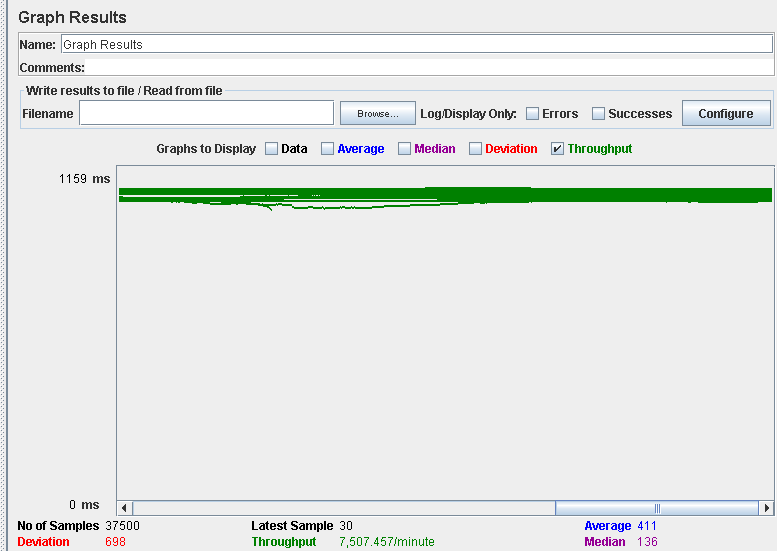 Graph Results
Name: Graph Results
Comments:
Write results to file / Read from file
Filename Browse... Log/Display Only: Errors Successes Configure
Graphs to Display Data Average Median Deviation Throughput
1159 ms
0 ms
No of Samples 37500 Latest Sample 30 Average 411
Deviation 698 Throughput 7,507.457/minute Median 136